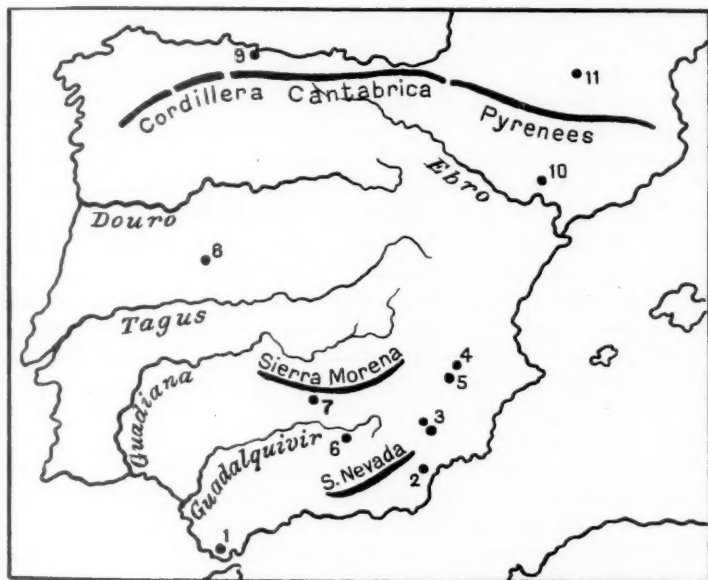 9
11
Cordillera Cantabrica
Pyrenees
10
Ebro
Douro
8
Tagus
4
5
Sierra Morena
7
3
Guadiana
Guadalquivir
6
S. Nevada
2
1